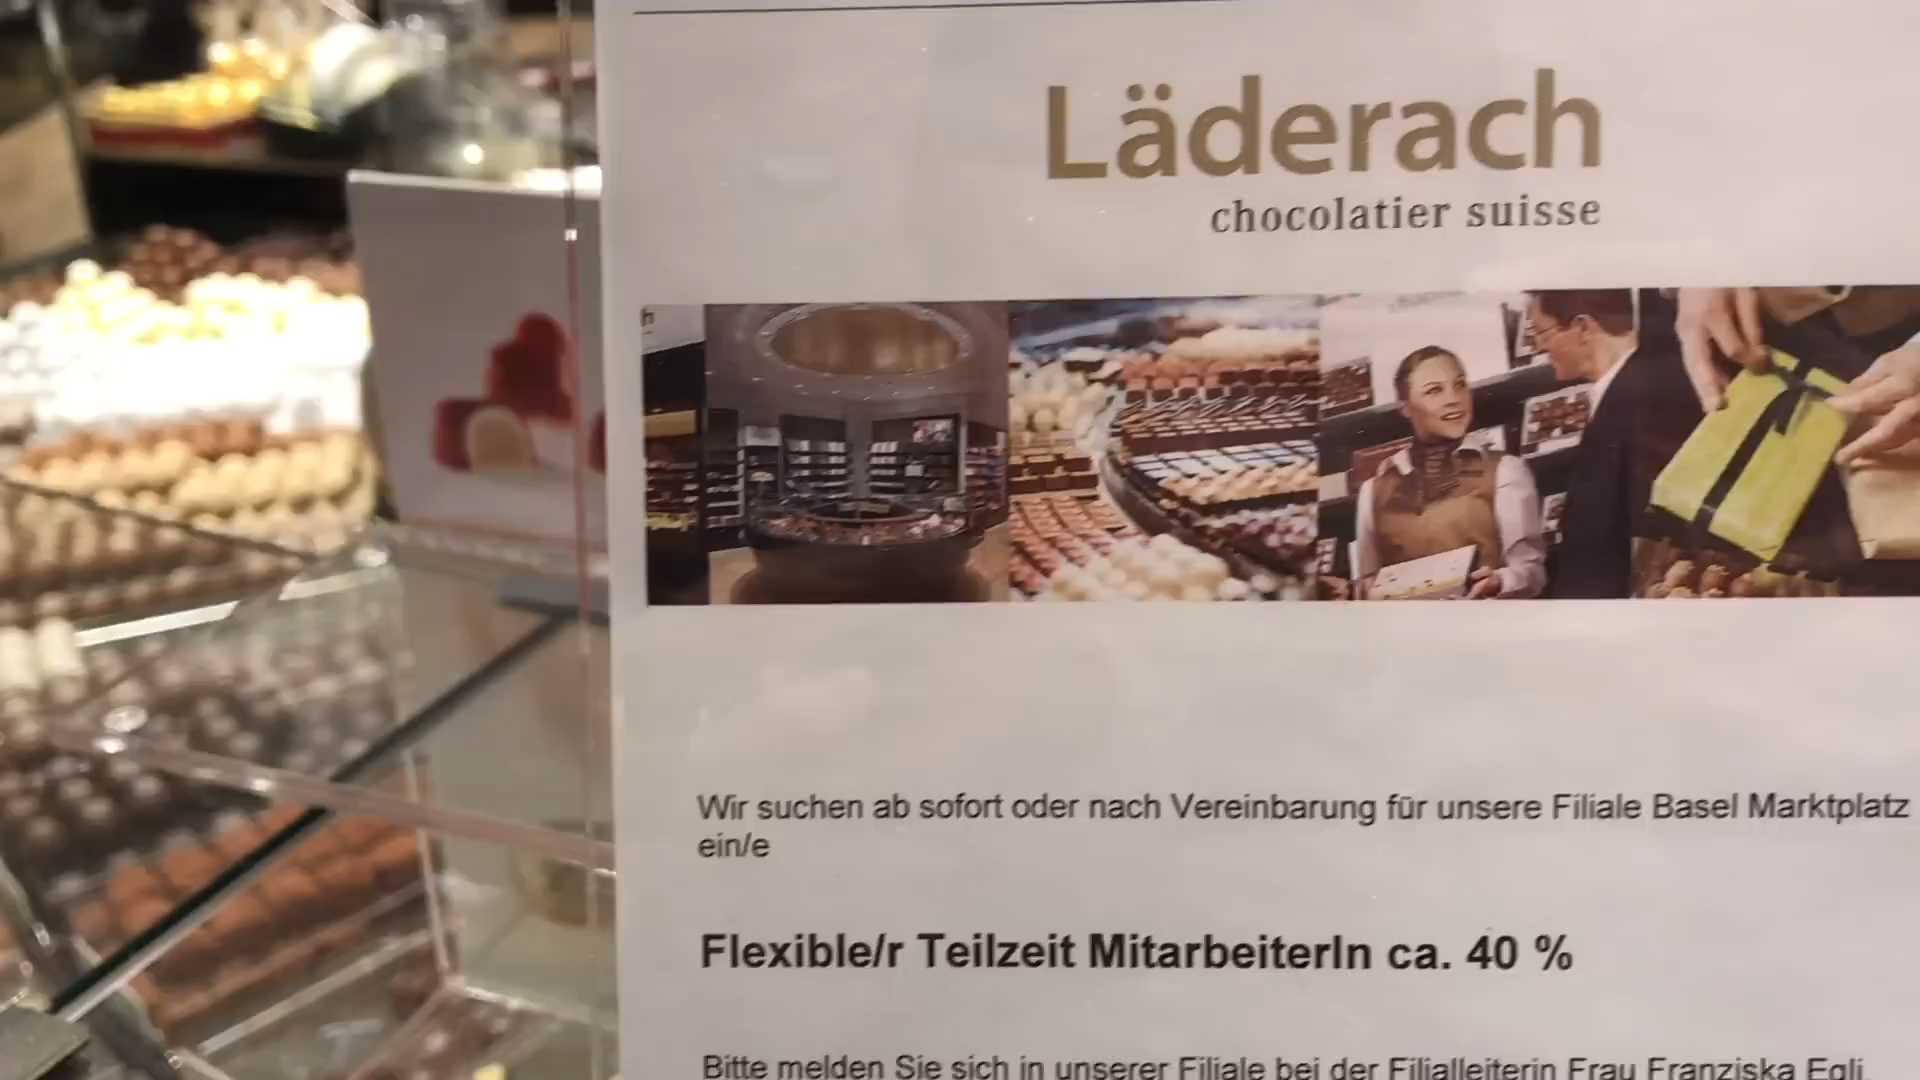 Läderach
chocolatier suisse
Wir suchen ab sofort oder nach Vereinbarung für unsere Filiale Basel Marktplatz
ein/e
Flexible/r Teilzeit MitarbeiterIn ca. 40 %
Bitte melden Sie sich in unserer Filiale bei der Filialleiterin Frau Franziska Egli